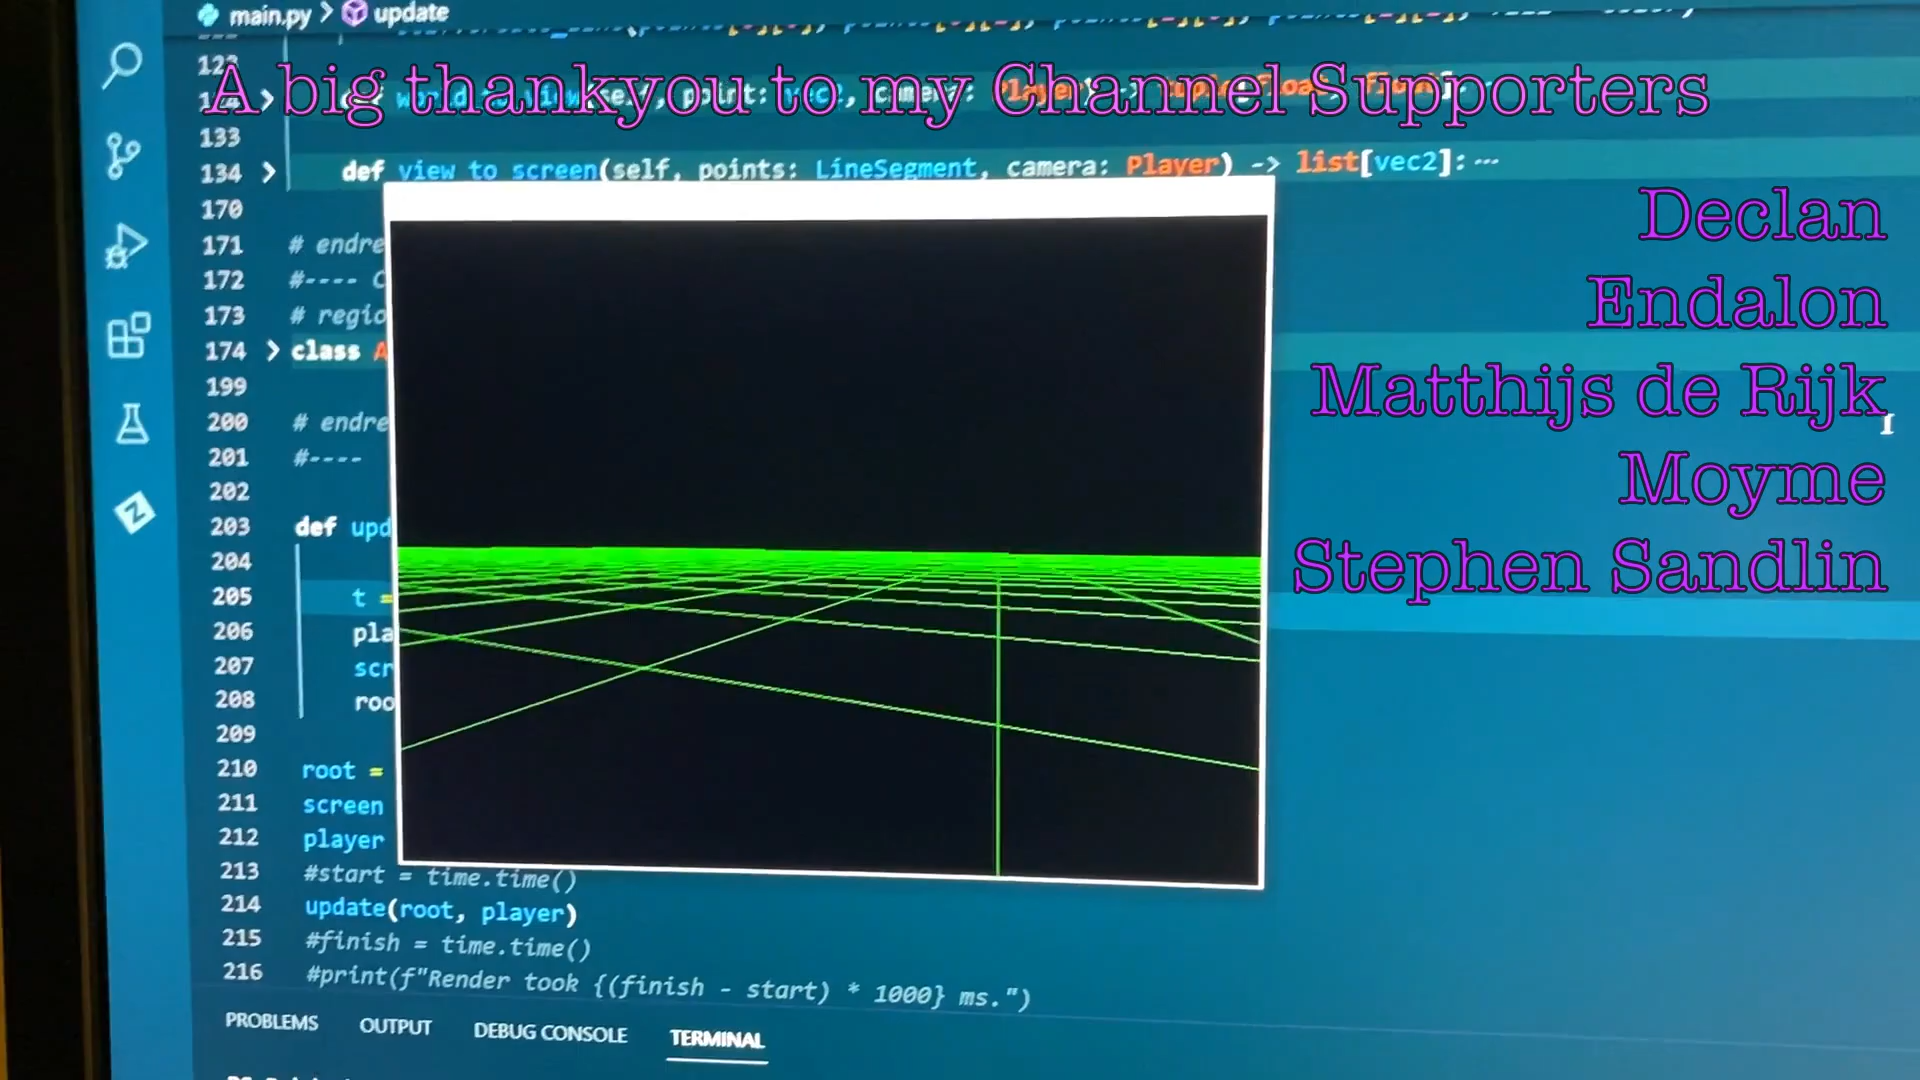 main.py > update
123
A big thankyou to my Channel Supporters
133
134 def view_to_screen(self, points: LineSegment, camera: Player) -> list[vec2]:...
Declan
Endalon
Matthijs de Rijk
Moyme
Stephen Sandlin
170
171 # endre
172 #---- C
173 # regio
174 class A
199
200 # endre
201 #----
202
203 def upd
204
205 t =
206 pla
207 scr
208 roo
209
210 root =
211 screen
212 player
213 #start = time.time()
214 update(root, player)
215 #finish = time.time()
216 #print(f"Render took {(finish - start) * 1000} ms.")
PROBLEMS OUTPUT DEBUG CONSOLE TERMINAL